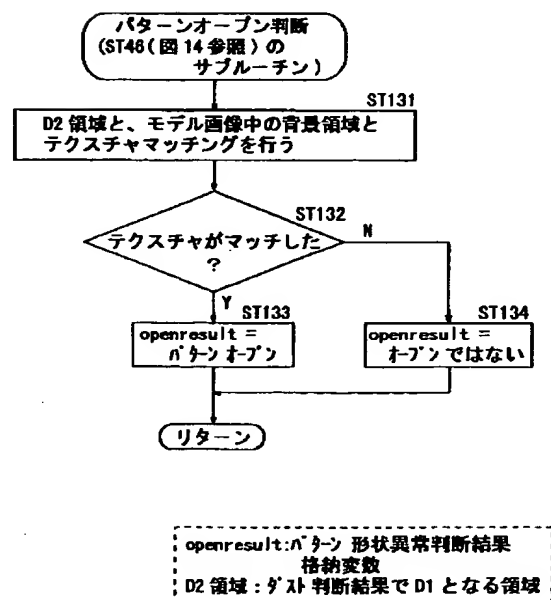 パターンオープン判断
(ST46(図14参照)の
サブルーチン)
ST131
D2領域と、モデル画像中の背景領域と
テクスチャマッチングを行う
ST132
テクスチャがマッチした
?
N
Y
ST133
openresult =
パターンオープン
ST134
openresult =
オープンではない
リターン
openresult:パターン形状異常判断結果
格納変数
D2領域:ダスト判断結果でD1となる領域